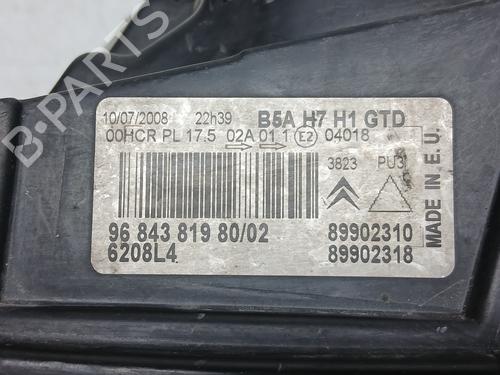 10/07/2008 22h39 B5A H7 H1 GTD
00HCR PL 17.5 02A 01 1 E2 04018
3823 PU3
96 843 819 80/02 89902310
6208L4 89902318
MADE IN E.U.